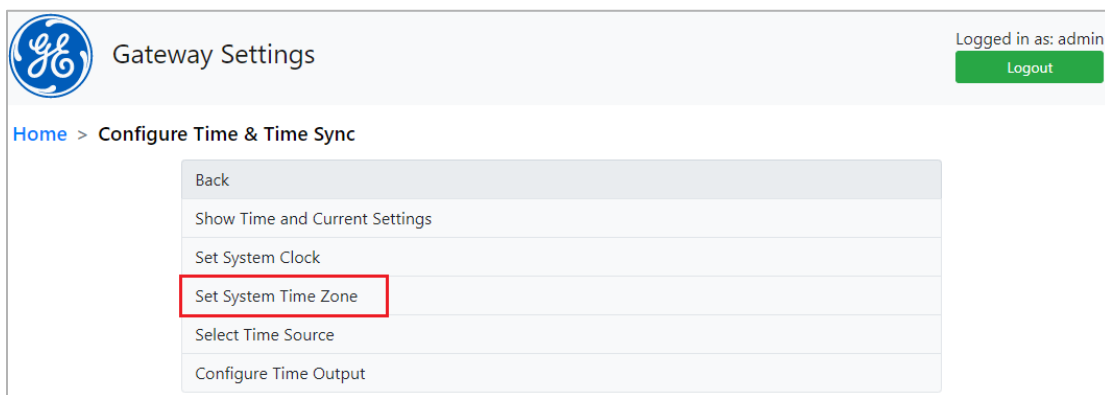 GE
Gateway Settings
Logged in as: admin
Logout
Home > Configure Time & Time Sync
Back
Show Time and Current Settings
Set System Clock
Set System Time Zone
Select Time Source
Configure Time Output